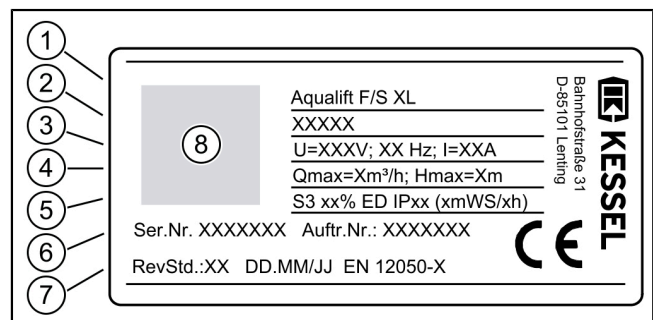 1
2
3
4
5
6
7
8
Aqualift F/S XL
XXXXX
U=XXXV; XX Hz; I=XXA
Qmax=Xm³/h; Hmax=Xm
S3 xx% ED IPxx (xmWS/xh)
Ser.Nr. XXXXXXX Auftr.Nr.: XXXXXXX
RevStd.:XX DD.MM/JJ EN 12050-X
Bahnhofstraße 31
D-85101 Lenting
KESSEL
CE